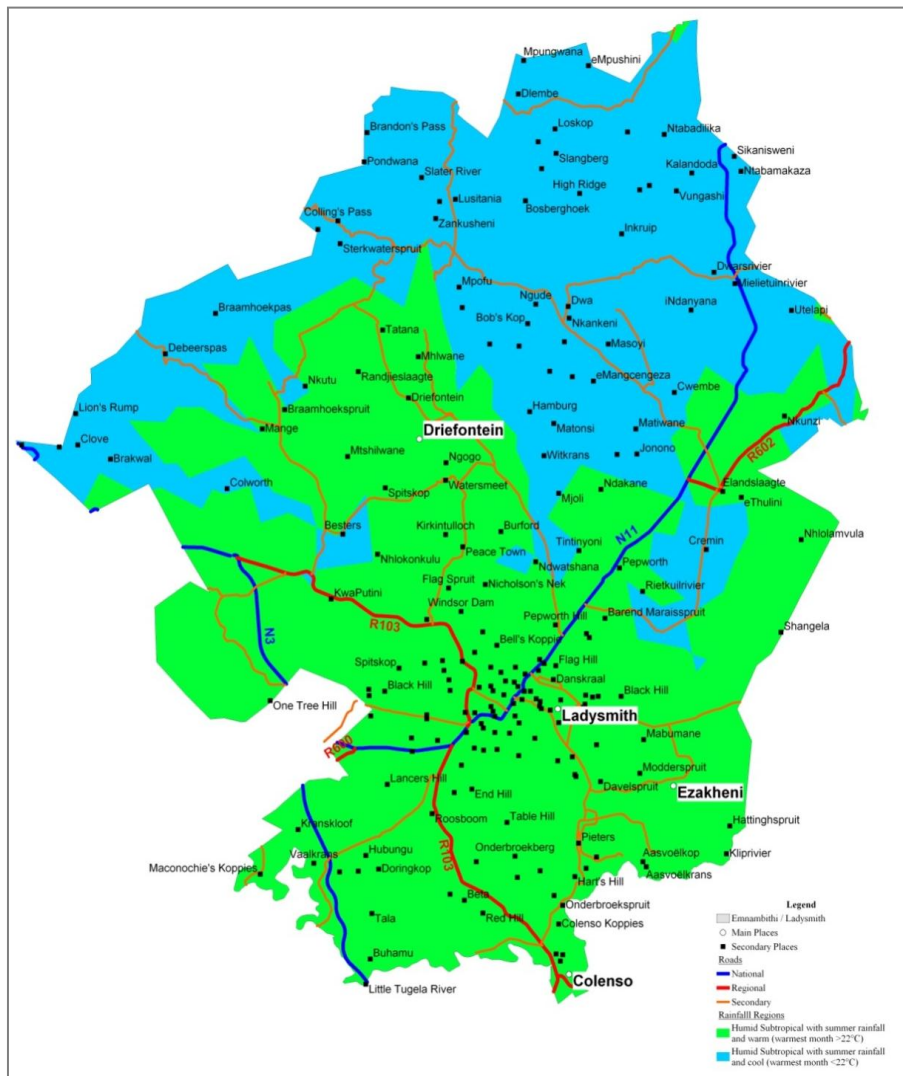 Mpungwana
eMpushini
Dlembe
Loskop
Brandon's Pass
Ntabadilika
Slangberg
Sikanisweni
Pondwana
Kalandoda
Ntabamakaza
Slater River
High Ridge
Vungashi
Lusitania
Bosberghoek
Colling's Pass
Zankusheni
Inkruip
Sterkwaterspruit
Dwarsrivier
Mpofu
Mielietuinrivier
Ngude
Dwa
iNdanyana
Utelapi
Braamhoekpas
Bob's Kop
Nkankeni
Tatana
Debeerspas
Masoyi
Mhlwane
Randjieslaagte
Nkutu
eMangcengeza
Cwembe
Driefontein
Lion's Rump
Braamhoekspruit
Hamburg
Nkunzi
Driefontein
Mange
Matonsi
Matiwane
Clove
R602
Brakwal
Mtshilwane
Ngogo
Witkrans
Jonono
Colworth
Spitskop
Watersmeet
Mjoli
Ndakane
Elandslaagte
eThulini
Besters
Kirkintulloch
Burford
N11
Nhlolamvula
Nhlokonkulu
Peace Town
Tintinyoni
Cremin
Ndwatshana
Pepworth
Flag Spruit
Nicholson's Nek
Rietkuilrivier
KwaPutini
Windsor Dam
R103
Pepworth Hill
Barend Maraisspruit
N3
Bell's Koppie
Shangela
Spitskop
Flag Hill
Black Hill
Danskraal
Black Hill
One Tree Hill
Ladysmith
Mabumane
R600
Modderspruit
Lancers Hill
Davelspruit
End Hill
Ezakheni
Kranskloof
Roosboom
Table Hill
Hattinghspruit
R103
Pieters
Vaalkrans
Hubungu
Onderbroekberg
Aasvoëlkop
Kliprivier
Maconochie's Koppies
Doringkop
Hart's Hill
Aasvoëlkrans
Beta
Onderbroekspruit
Tala
Red Hill
Colenso Koppies
Buhamu
Colenso
Little Tugela River
Legend
Emnambithi / Ladysmith
Main Places
Secondary Places
Roads
National
Regional
Secondary
Rainfalll Regions
Humid Subtropical with summer rainfall
and warm (warmest month >22°C)
Humid Subtropical with summer rainfall
and cool (warmest month <22°C)